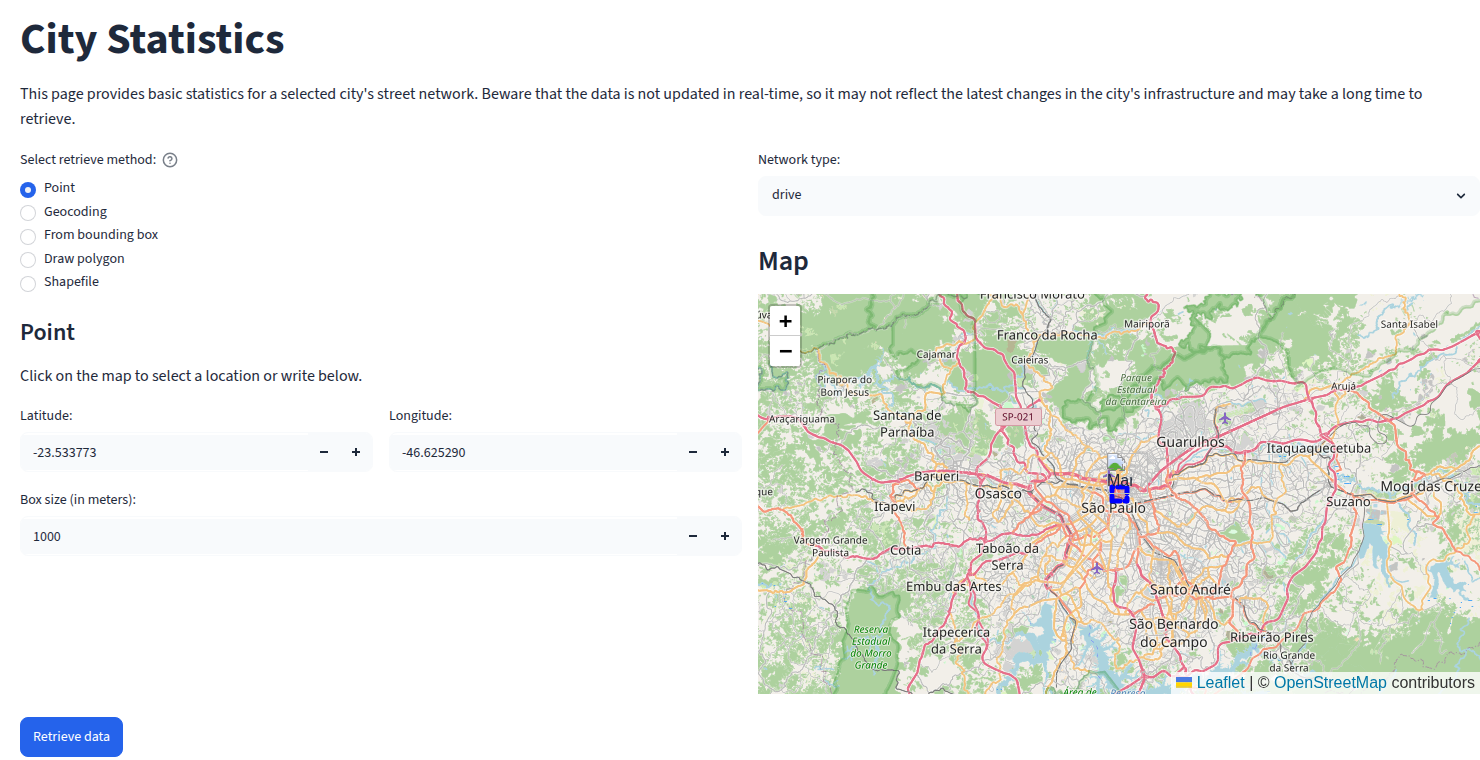 City Statistics
This page provides basic statistics for a selected city's street network. Beware that the data is not updated in real-time, so it may not reflect the latest changes in the city's infrastructure and may take a long time to
retrieve.
Select retrieve method:
Point
Geocoding
From bounding box
Draw polygon
Shapefile
Point
Click on the map to select a location or write below.
Latitude:
Longitude:
-23.533773
-46.625290
Box size (in meters):
1000
Retrieve data
Network type:
drive
Map
+
−
Francisco Morato
Franco da Rocha
Mairiporã
Santa Isabel
Cajamar
Caieiras
Pirapora do
Bom Jesus
Parque
Estadual
da Cantareira
Arujá
Araçariguama
Santana de
Parnaíba
SP-021
Guarulhos
Itaquaquecetuba
Barueri
Osasco
Mar
Mogi das Cruze
que
Itapevi
São Paulo
Suzano
Vargem Grande
Paulista
Cotia
Taboão da
Serra
Embu das Artes
Santo André
São Bernardo
do Campo
Ribeirão Pires
Reserva
Estadual
do Morro
Grande
Itapecerica
da Serra
Rio Grande
da Serra
Área de
Leaflet | © OpenStreetMap contributors